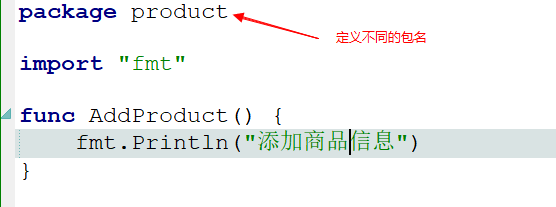 package product
定义不同的包名
import "fmt"
func AddProduct() {
    fmt.Println("添加商品信息")
}